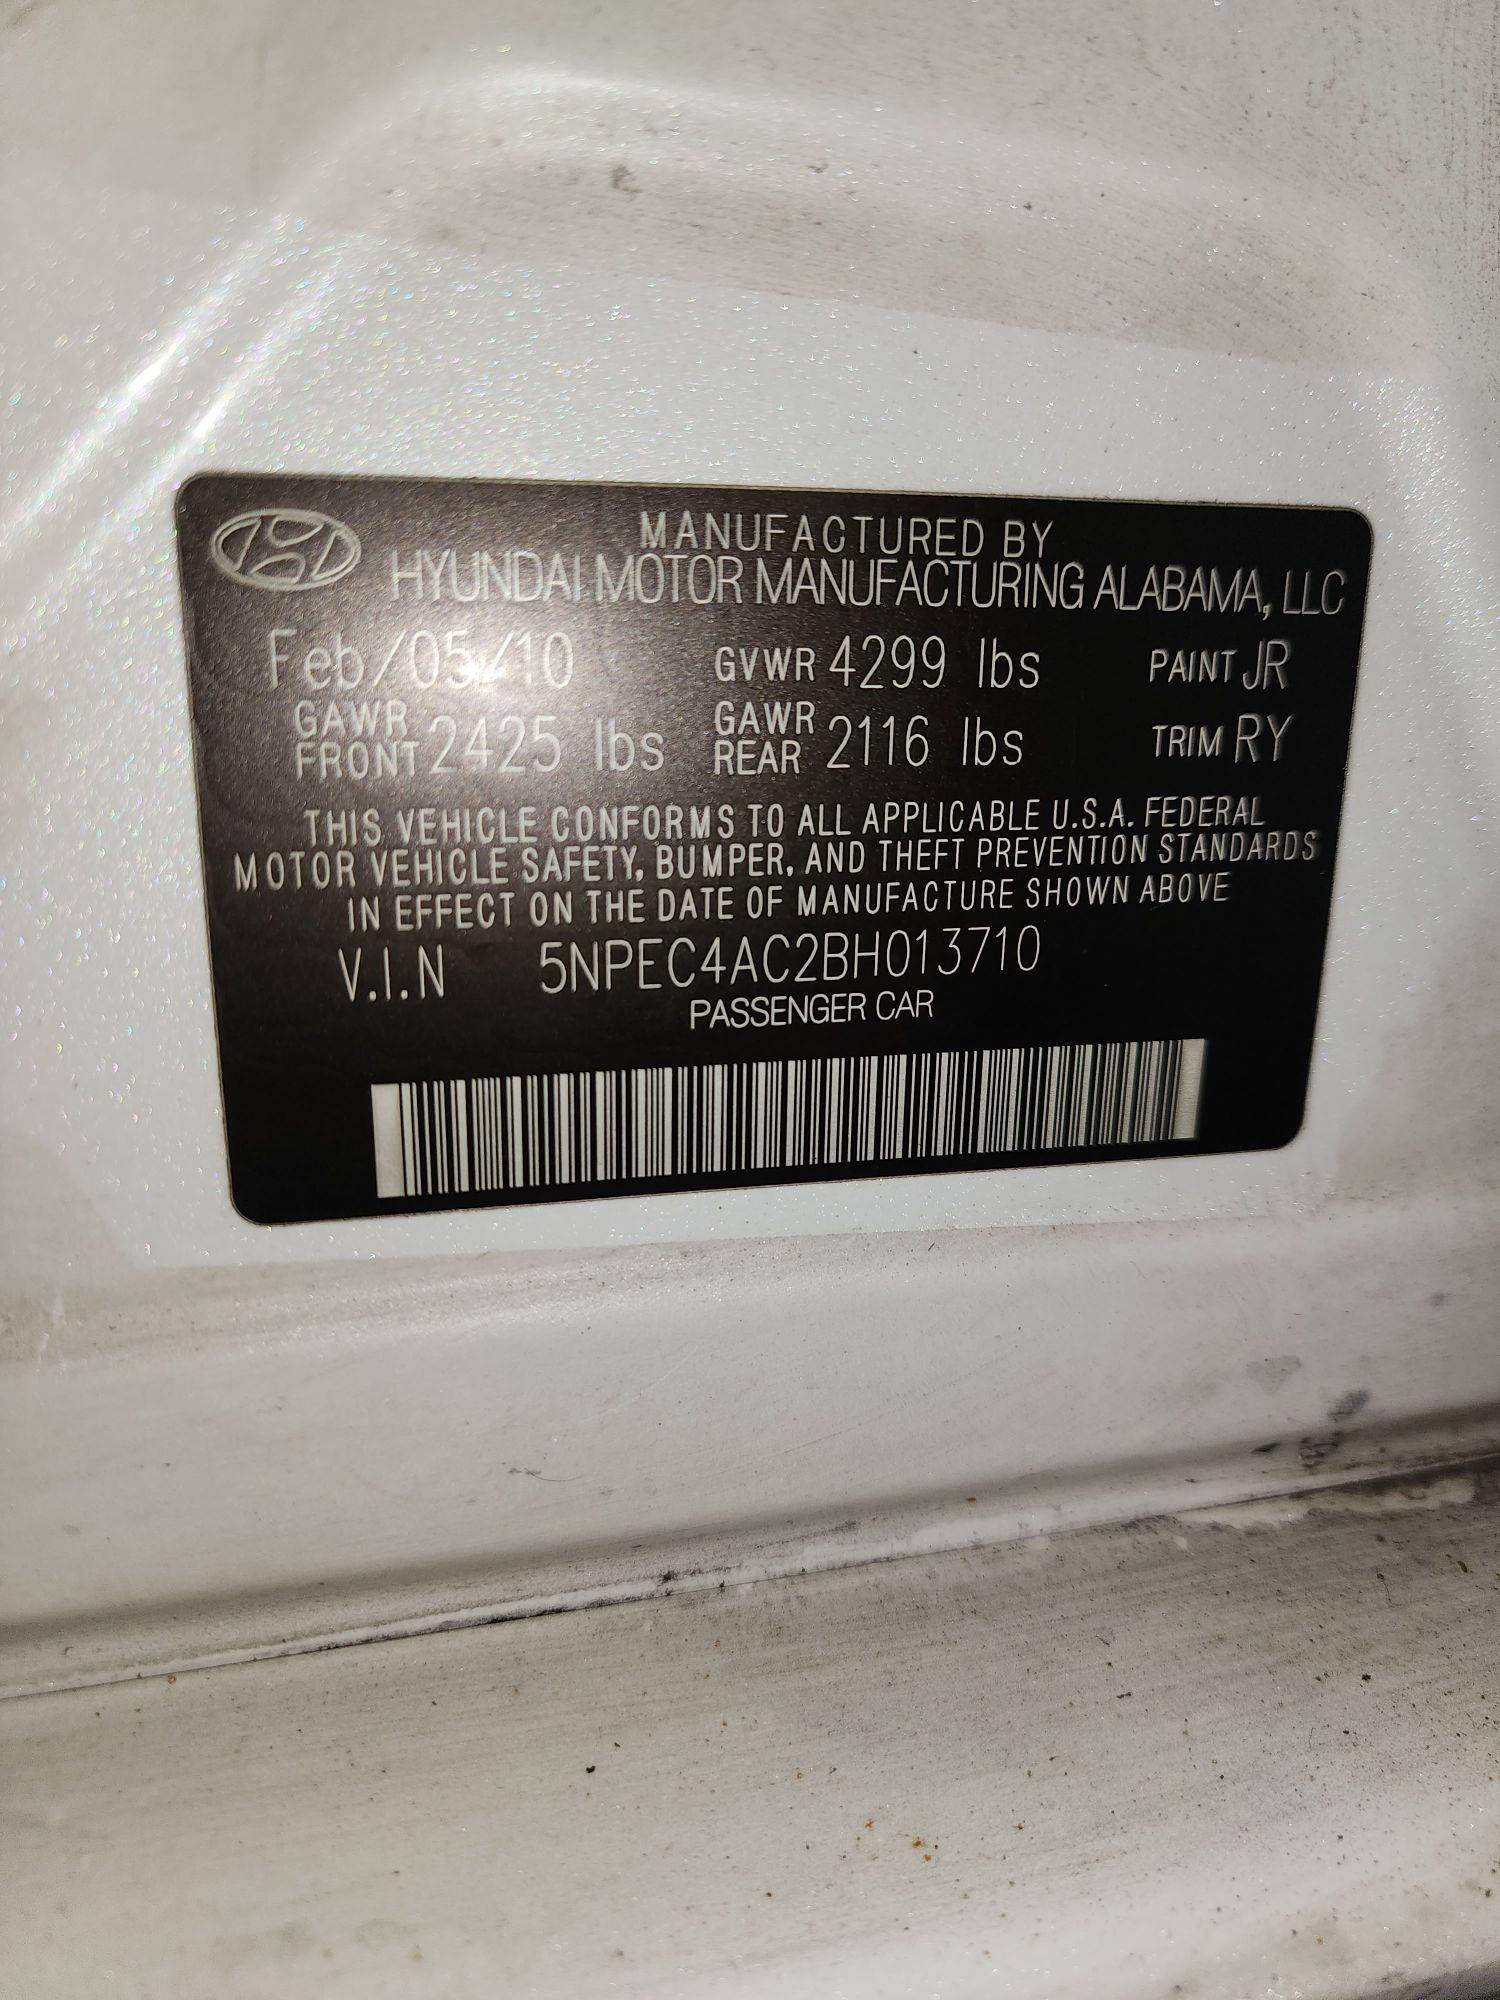 MANUFACTURED BY
HYUNDAI MOTOR MANUFACTURING ALABAMA, LLC
Feb/05/10 GVWR 4299 lbs PAINT JR
GAWR FRONT 2425 lbs GAWR REAR 2116 lbs TRIM RY
THIS VEHICLE CONFORMS TO ALL APPLICABLE U.S.A. FEDERAL
MOTOR VEHICLE SAFETY, BUMPER, AND THEFT PREVENTION STANDARDS
IN EFFECT ON THE DATE OF MANUFACTURE SHOWN ABOVE
V.I.N 5NPEC4AC2BH013710
PASSENGER CAR